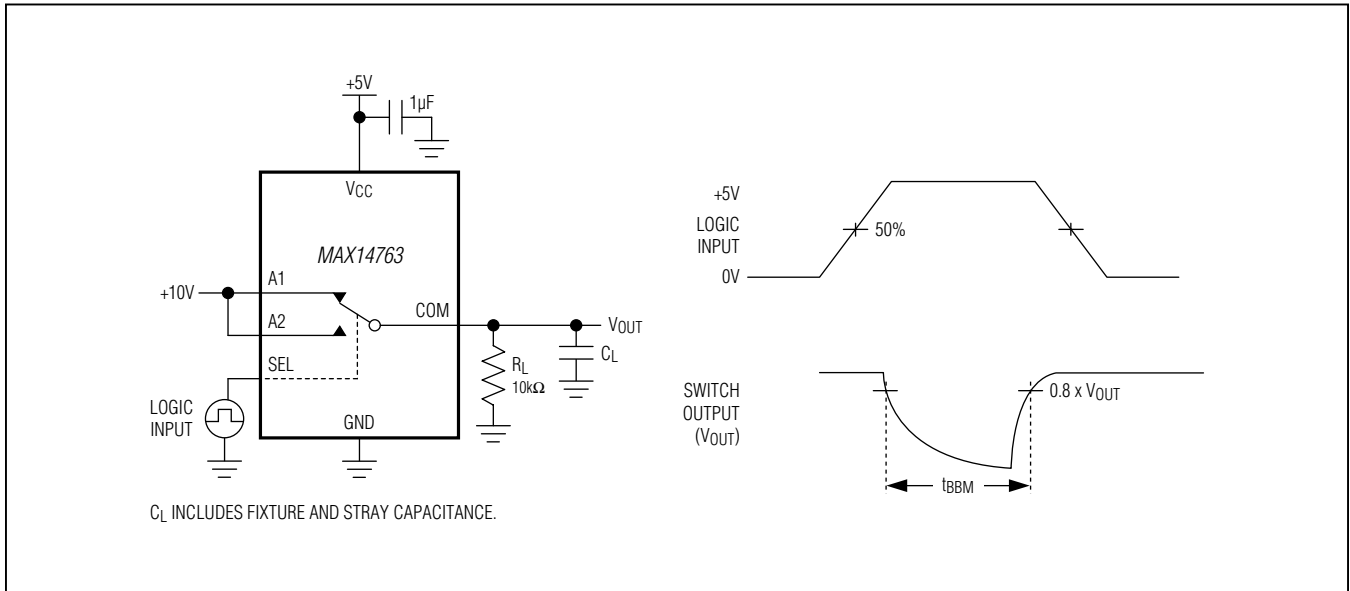 +5V
1µF
VCC
MAX14763
+10V
A1
A2
SEL
COM
VOUT
RL
10kΩ
CL
LOGIC
INPUT
GND
CL INCLUDES FIXTURE AND STRAY CAPACITANCE.
+5V
LOGIC
INPUT
0V
50%
SWITCH
OUTPUT
(VOUT)
0.8 x VOUT
tBBM